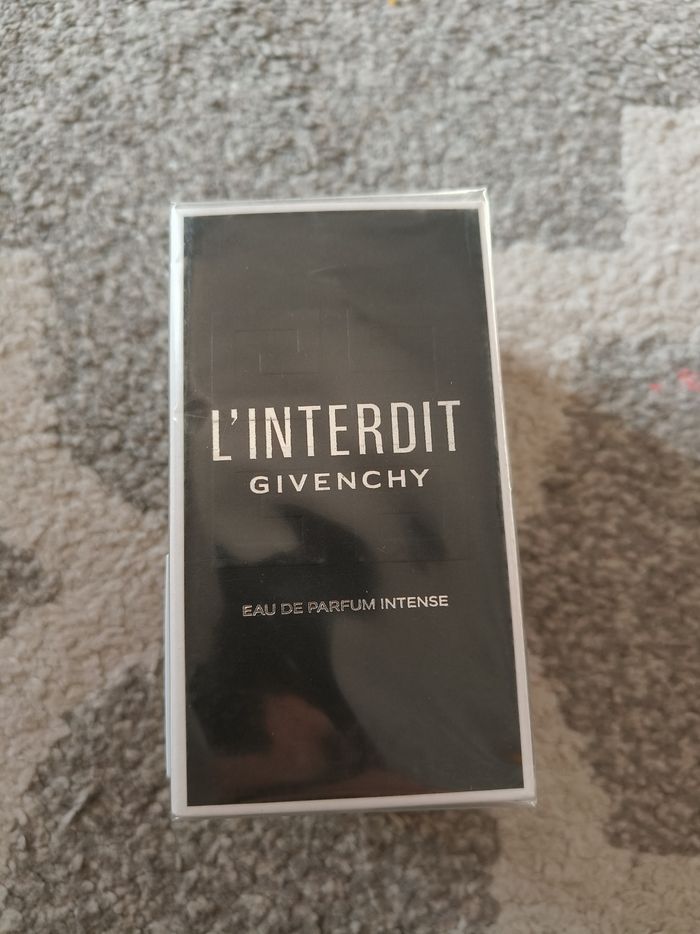 L'INTERDIT
GIVENCHY
EAU DE PARFUM INTENSE